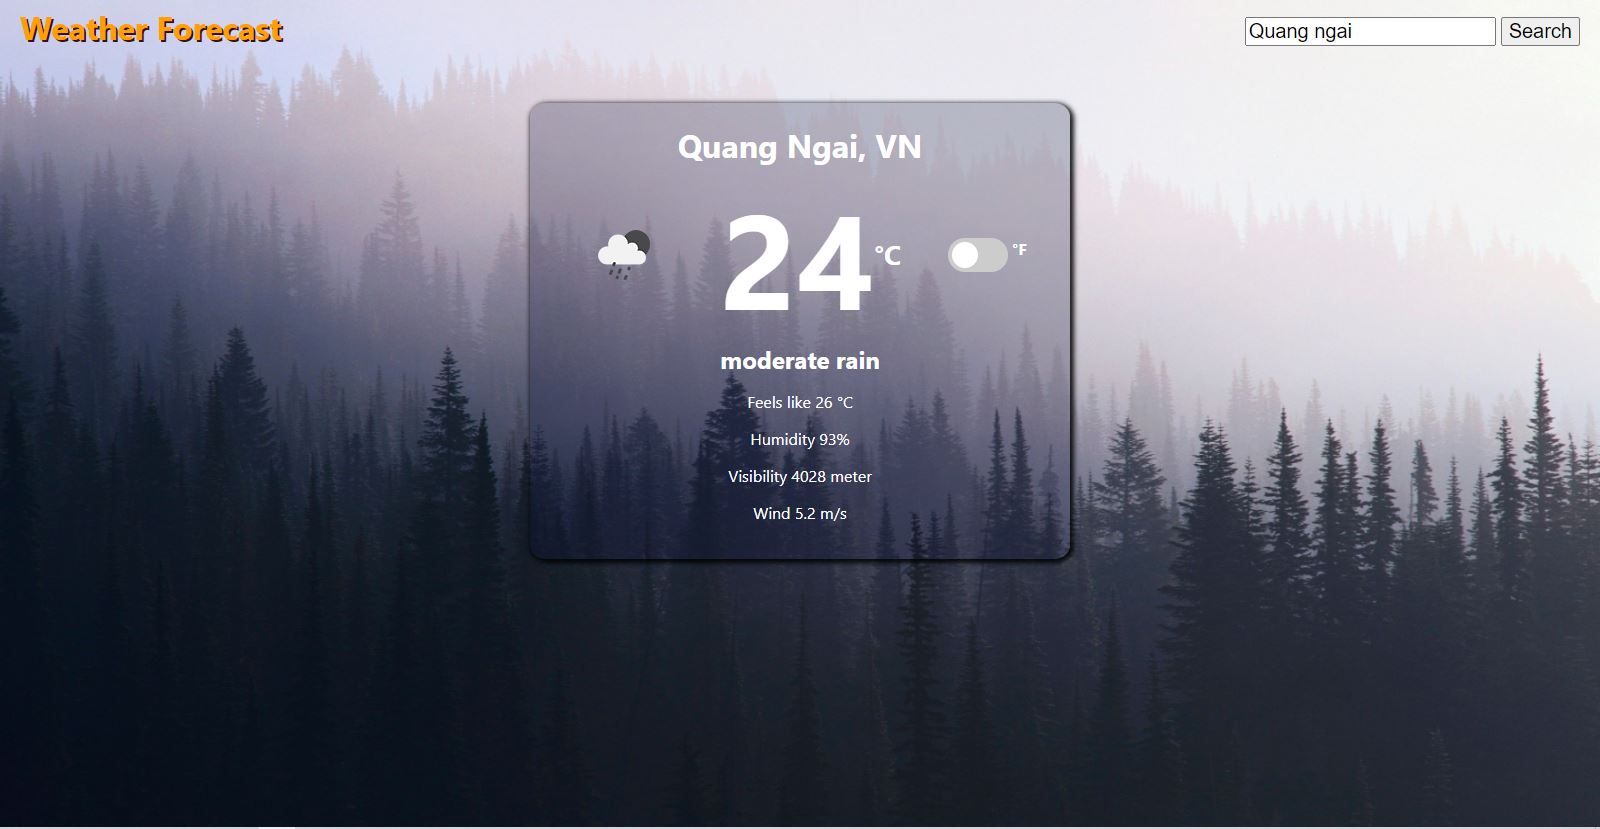 Weather Forecast
Quang ngai
Search
Quang Ngai, VN
24 °C
°F
moderate rain
Feels like 26 °C
Humidity 93%
Visibility 4028 meter
Wind 5.2 m/s